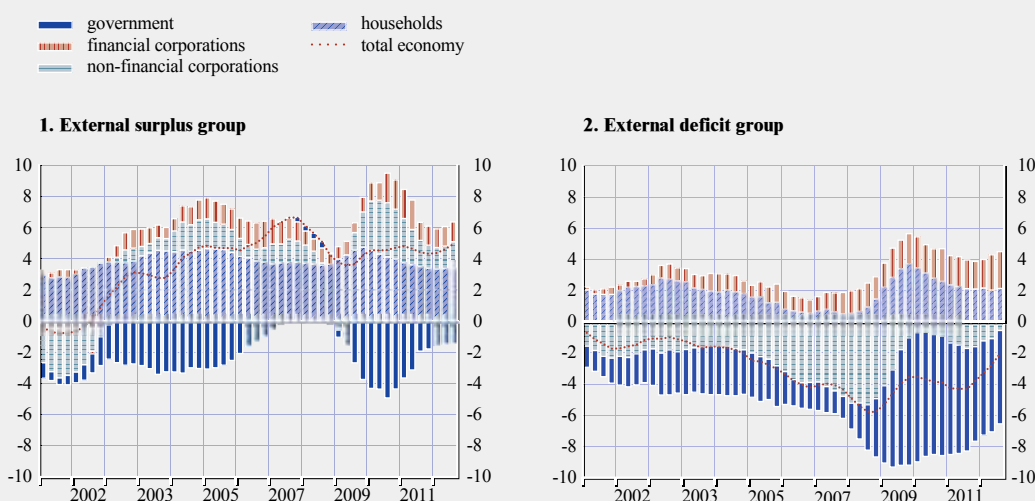 government
financial corporations
non-financial corporations
households
total economy
1. External surplus group
10 10
8 8
6 6
4 4
2 2
0 0
-2 -2
-4 -4
-6 -6
-8 -8
-10 -10
2002 2003 2005 2007 2009 2011
2. External deficit group
10 10
8 8
6 6
4 4
2 2
0 0
-2 -2
-4 -4
-6 -6
-8 -8
-10 -10
2002 2003 2005 2007 2009 2011